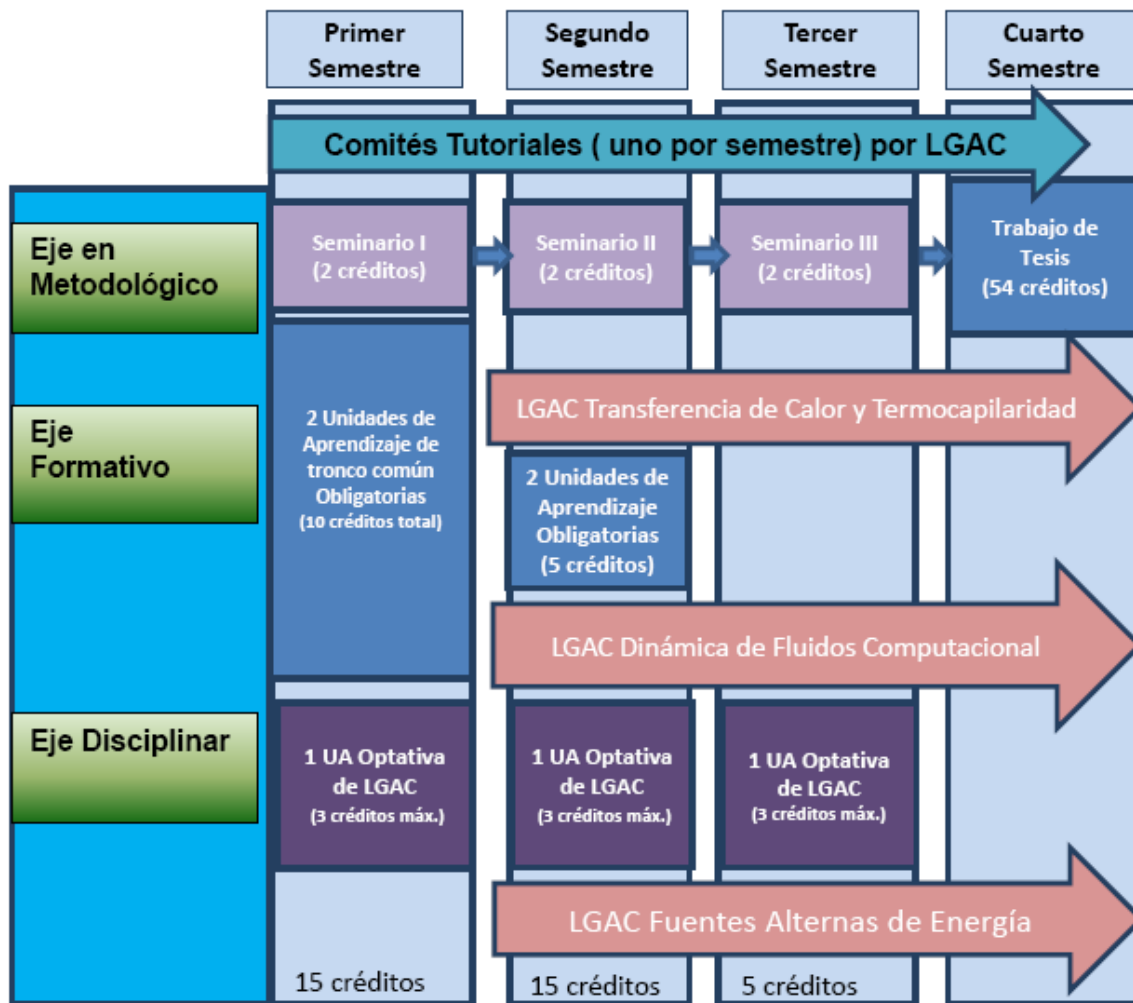 Primer
Semestre
Segundo
Semestre
Tercer
Semestre
Cuarto
Semestre
Comités Tutoriales ( uno por semestre) por LGAC
Eje en
Metodológico
Seminario I
(2 créditos)
Seminario II
(2 créditos)
Seminario III
(2 créditos)
Trabajo de
Tesis
(54 créditos)
LGAC Transferencia de Calor y Termocapilaridad
Eje
Formativo
2 Unidades de
Aprendizaje de
tronco común
Obligatorias
(10 créditos total)
2 Unidades de
Aprendizaje
Obligatorias
(5 créditos)
LGAC Dinámica de Fluidos Computacional
Eje Disciplinar
1 UA Optativa
de LGAC
(3 créditos máx.)
1 UA Optativa
de LGAC
(3 créditos máx.)
1 UA Optativa
de LGAC
(3 créditos máx.)
LGAC Fuentes Alternas de Energía
15 créditos
15 créditos
5 créditos